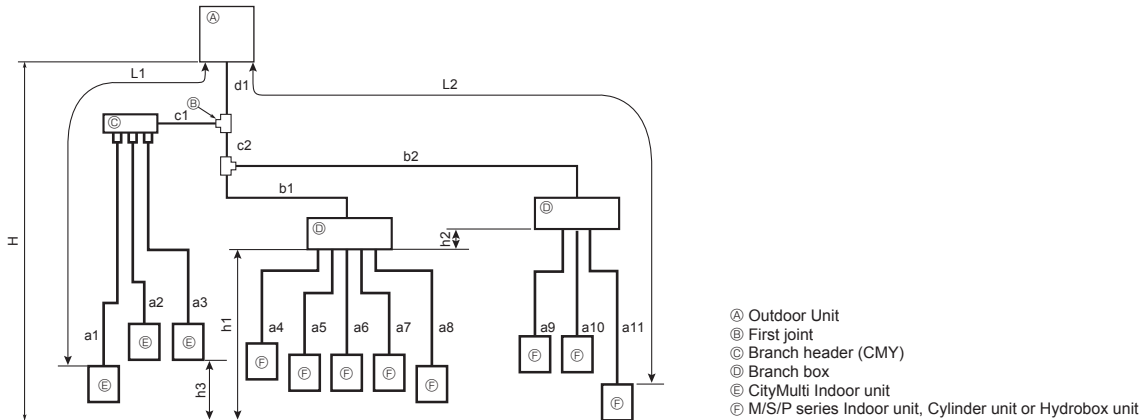 Ⓐ
L1
d1
L2
Ⓑ
Ⓒ
c1
c2
b2
b1
H
Ⓓ
Ⓓ
h2
a1
a2
a3
h1
a4
a5
a6
a7
a8
a9
a10
a11
Ⓔ
Ⓔ
Ⓔ
h3
Ⓕ
Ⓕ
Ⓕ
Ⓕ
Ⓕ
Ⓕ
Ⓕ
Ⓕ
Ⓐ Outdoor Unit
Ⓑ First joint
Ⓒ Branch header (CMY)
Ⓓ Branch box
Ⓔ CityMulti Indoor unit
Ⓕ M/S/P series Indoor unit, Cylinder unit or Hydrobox unit